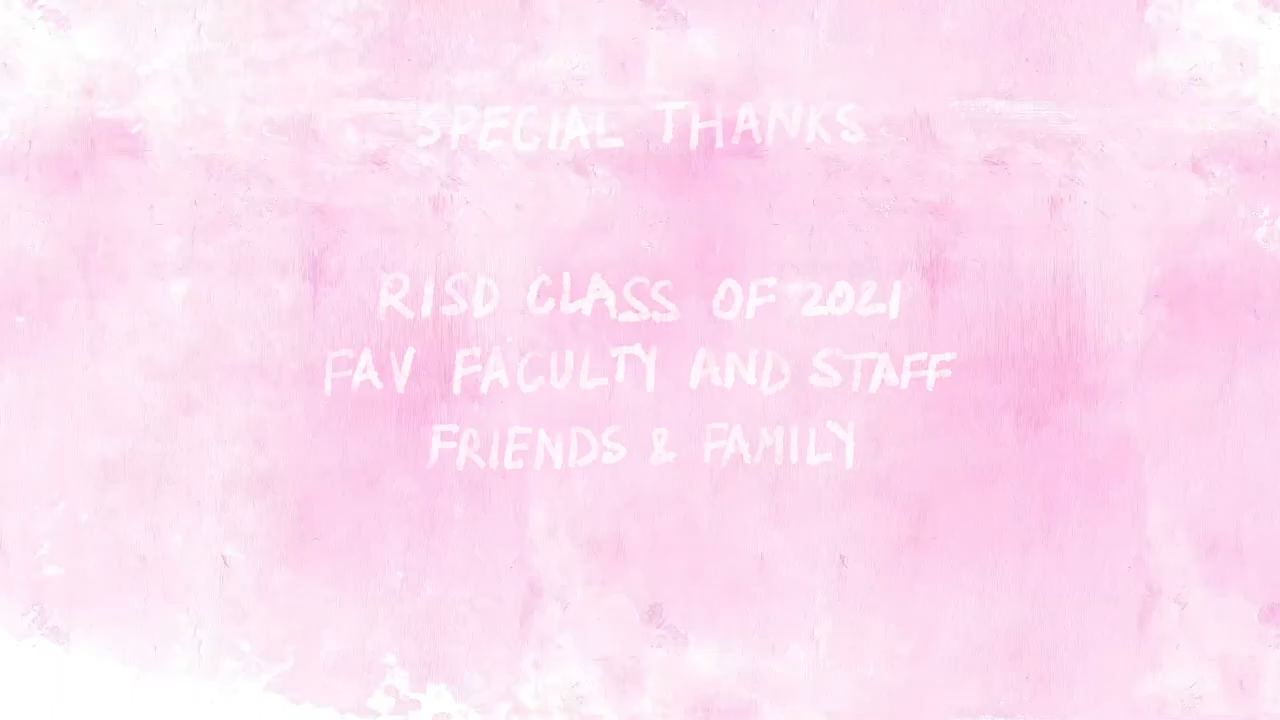 SPECIAL THANKS
RISD CLASS OF 2021
FAV FACULTY AND STAFF
FRIENDS & FAMILY